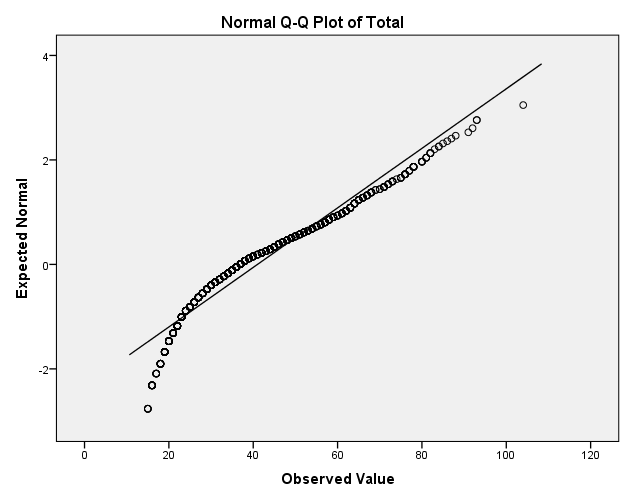 Normal Q-Q Plot of Total
4
2
0
-2
Expected Normal
0 20 40 60 80 100 120
Observed Value